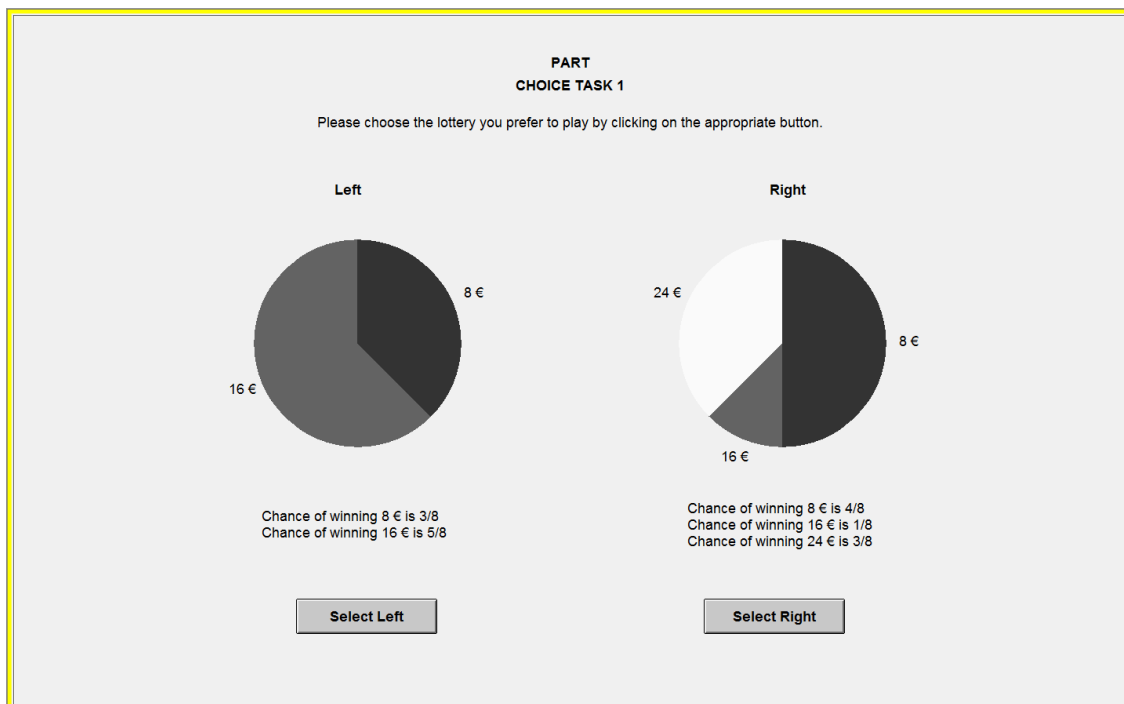 PART
CHOICE TASK 1
Please choose the lottery you prefer to play by clicking on the appropriate button.
Left
8 €
16 €
Chance of winning 8 € is 3/8
Chance of winning 16 € is 5/8
Select Left
Right
24 €
8 €
16 €
Chance of winning 8 € is 4/8
Chance of winning 16 € is 1/8
Chance of winning 24 € is 3/8
Select Right